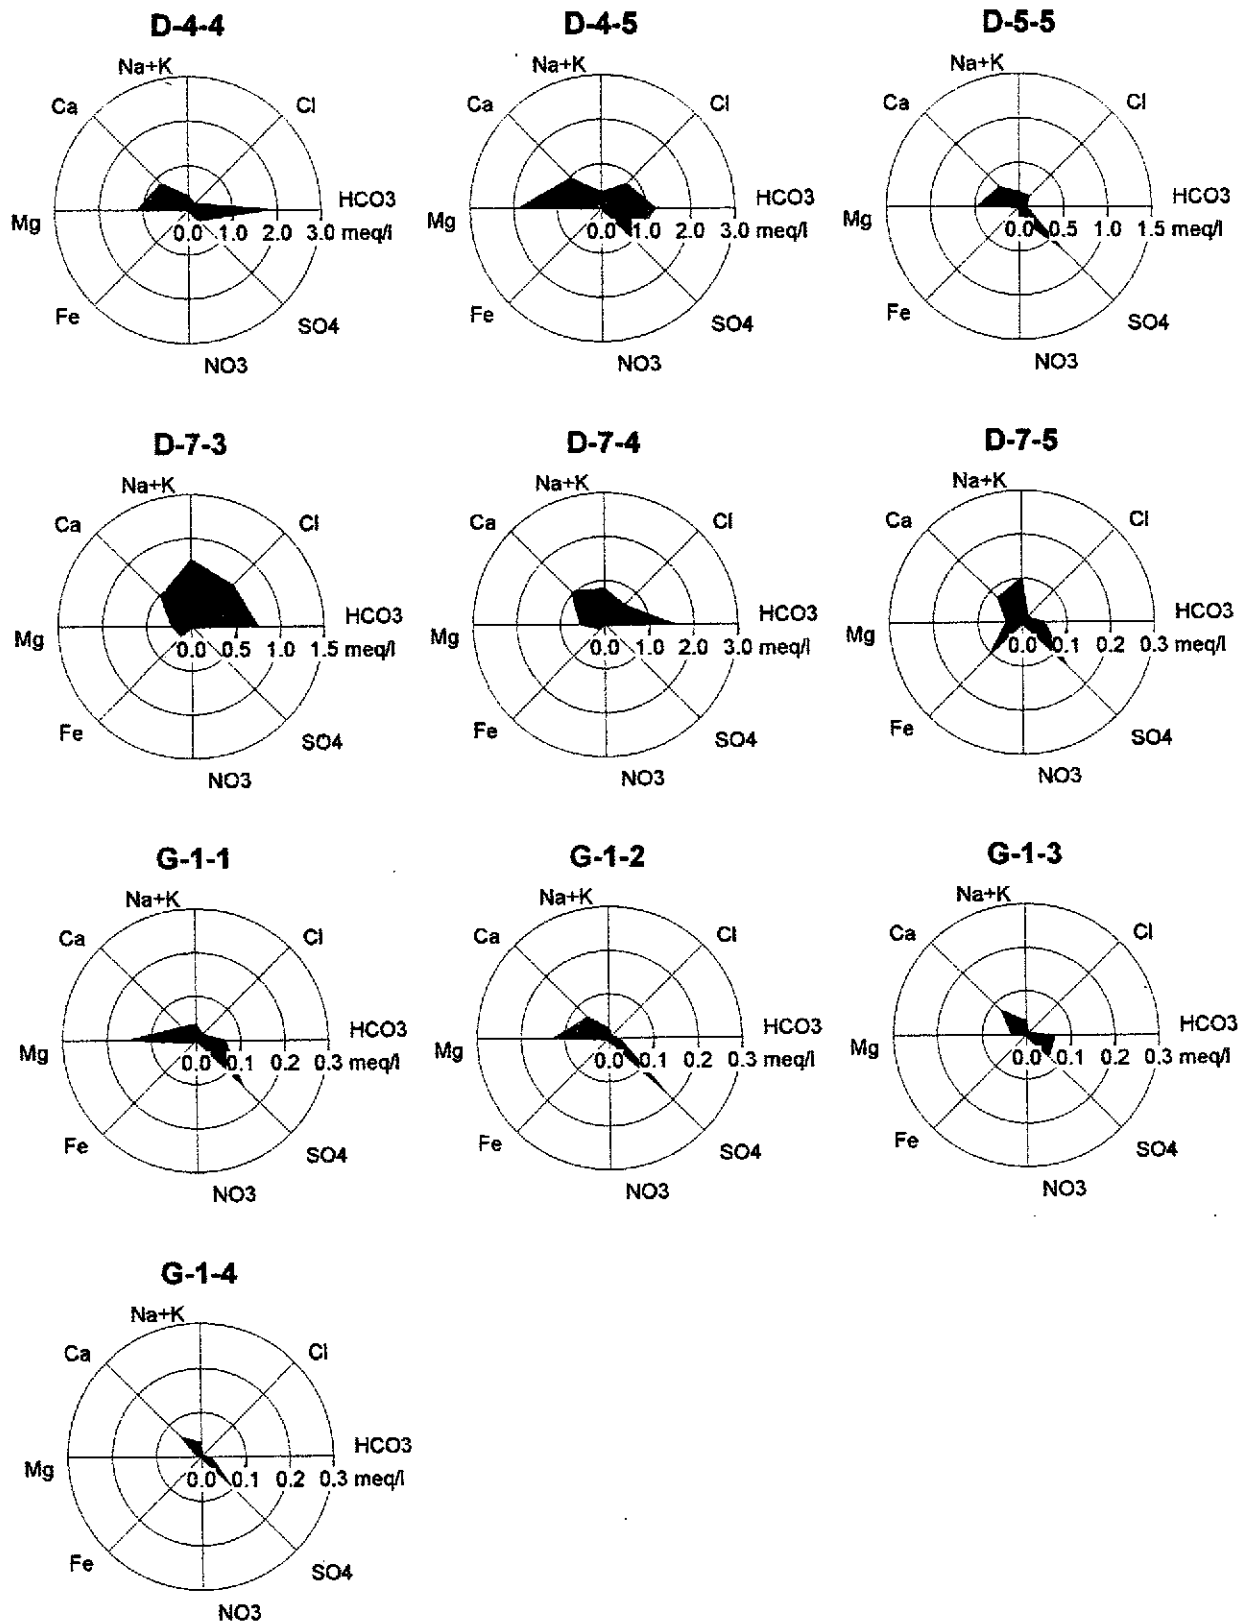 D-4-4
Na+K
Ca
Cl
HCO3
Mg
0.0 1.0 2.0 3.0 meq/l
Fe
SO4
NO3
D-4-5
Na+K
Ca
Cl
HCO3
Mg
0.0 1.0 2.0 3.0 meq/l
Fe
SO4
NO3
D-5-5
Na+K
Ca
Cl
HCO3
Mg
0.0 0.5 1.0 1.5 meq/l
Fe
SO4
NO3
D-7-3
Na+K
Ca
Cl
HCO3
Mg
0.0 0.5 1.0 1.5 meq/l
Fe
SO4
NO3
D-7-4
Na+K
Ca
Cl
HCO3
Mg
0.0 1.0 2.0 3.0 meq/l
Fe
SO4
NO3
D-7-5
Na+K
Ca
Cl
HCO3
Mg
0.0 0.1 0.2 0.3 meq/l
Fe
SO4
NO3
G-1-1
Na+K
Ca
Cl
HCO3
Mg
0.0 0.1 0.2 0.3 meq/l
Fe
SO4
NO3
G-1-2
Na+K
Ca
Cl
HCO3
Mg
0.0 0.1 0.2 0.3 meq/l
Fe
SO4
NO3
G-1-3
Na+K
Ca
Cl
HCO3
Mg
0.0 0.1 0.2 0.3 meq/l
Fe
SO4
NO3
G-1-4
Na+K
Ca
Cl
HCO3
Mg
0.0 0.1 0.2 0.3 meq/l
Fe
SO4
NO3